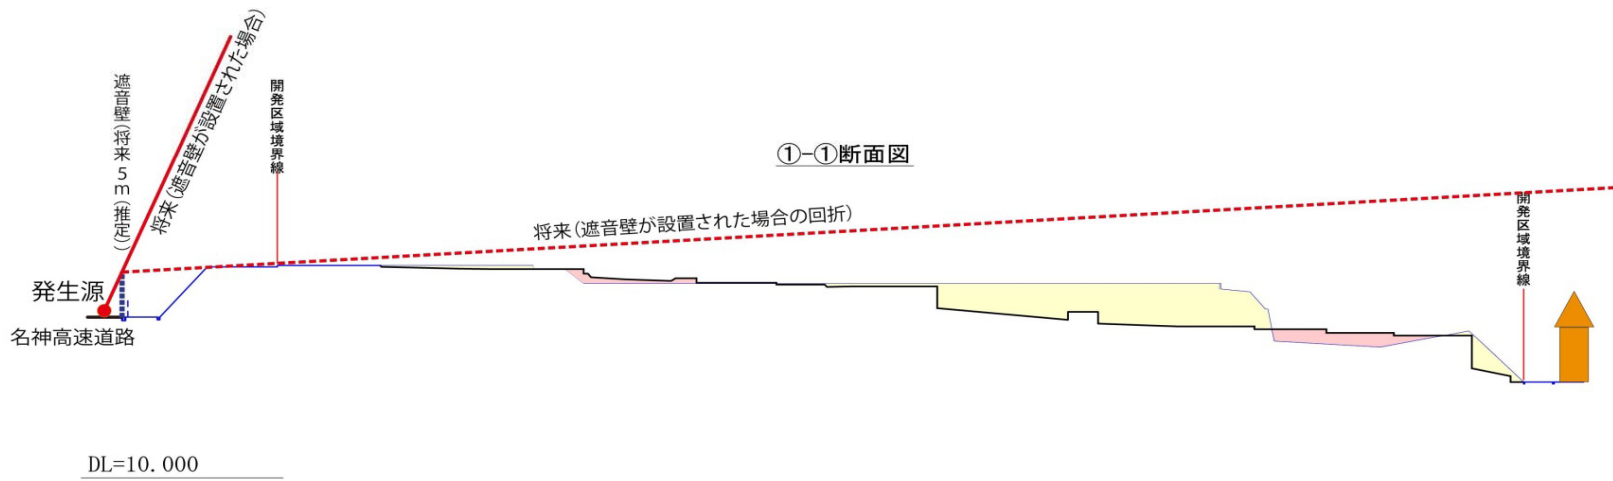 将来(遮音壁が設置された場合)
遮音壁(将来5m(推定))
開発区域境界線
①-①断面図
開発区域境界線
将来(遮音壁が設置された場合の回折)
発生源
名神高速道路
DL=10.000